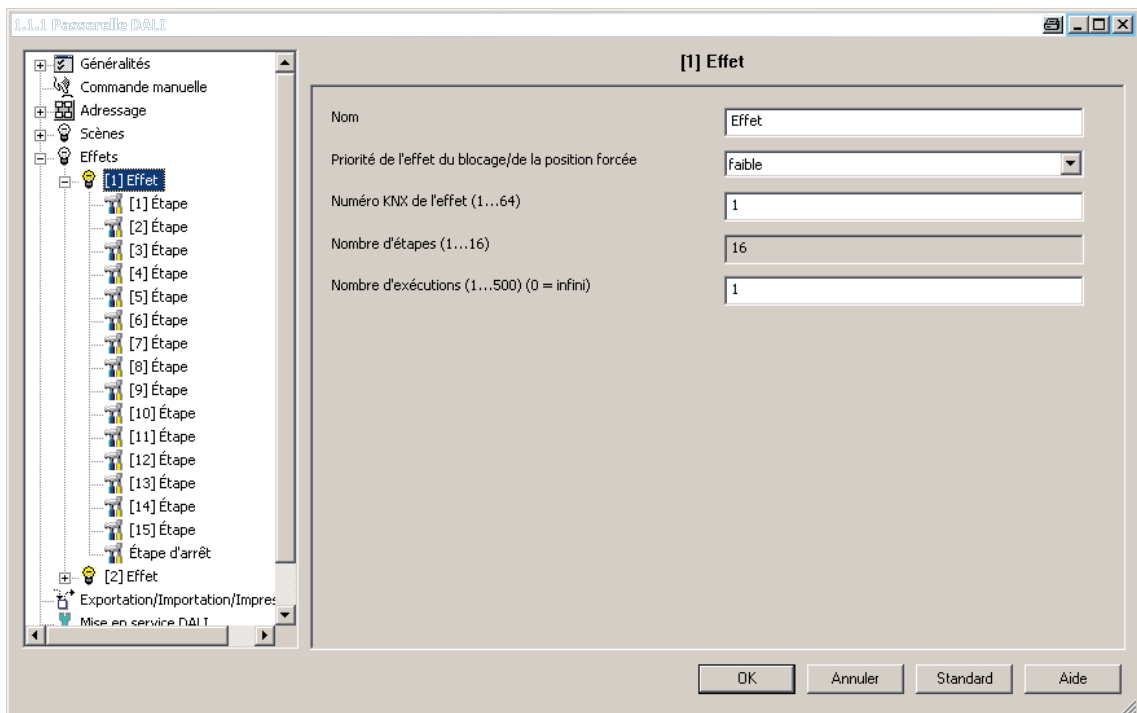 1.1.1 Passerelle DALI
Généralités
Commande manuelle
Adressage
Scènes
Effets
[1] Effet
[1] Étape
[2] Étape
[3] Étape
[4] Étape
[5] Étape
[6] Étape
[7] Étape
[8] Étape
[9] Étape
[10] Étape
[11] Étape
[12] Étape
[13] Étape
[14] Étape
[15] Étape
Étape d'arrêt
[2] Effet
Exportation/Importation/Impres
Mise en service DALI
[1] Effet
Nom
Effet
Priorité de l'effet du blocage/de la position forcée
faible
Numéro KNX de l'effet (1...64)
1
Nombre d'étapes (1...16)
16
Nombre d'exécutions (1...500) (0 = infini)
1
OK
Annuler
Standard
Aide